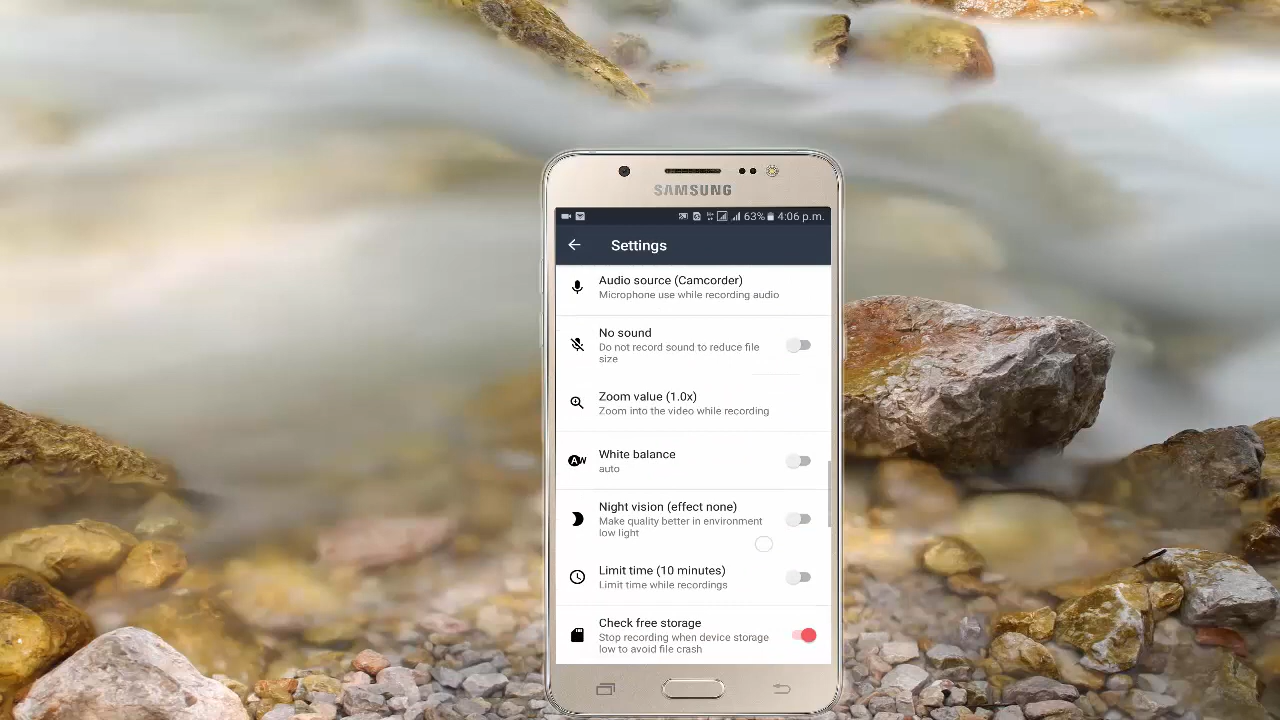 SAMSUNG
63% 4:06 p.m.
Settings
Audio source (Camcorder)
Microphone use while recording audio
No sound
Do not record sound to reduce file
size
Zoom value (1.0x)
Zoom into the video while recording
White balance
auto
Night vision (effect none)
Make quality better in environment
low light
Limit time (10 minutes)
Limit time while recordings
Check free storage
Stop recording when device storage
low to avoid file crash